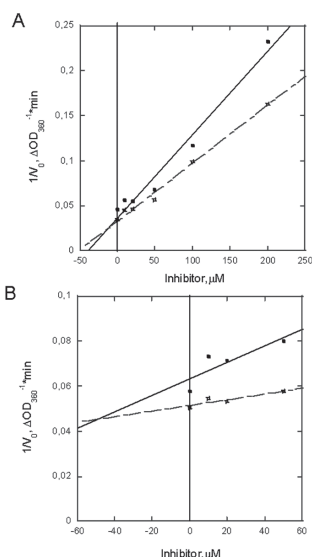 A
0,25
0,2
0,15
0,1
0,05
0
-50 0 50 100 150 200 250
1/V0, ΔOD360-1*min
Inhibitor, μM
B
0,1
0,08
0,06
0,04
0,02
0
-60 -40 -20 0 20 40 60
1/V0, ΔOD360-1*min
Inhibitor, μM